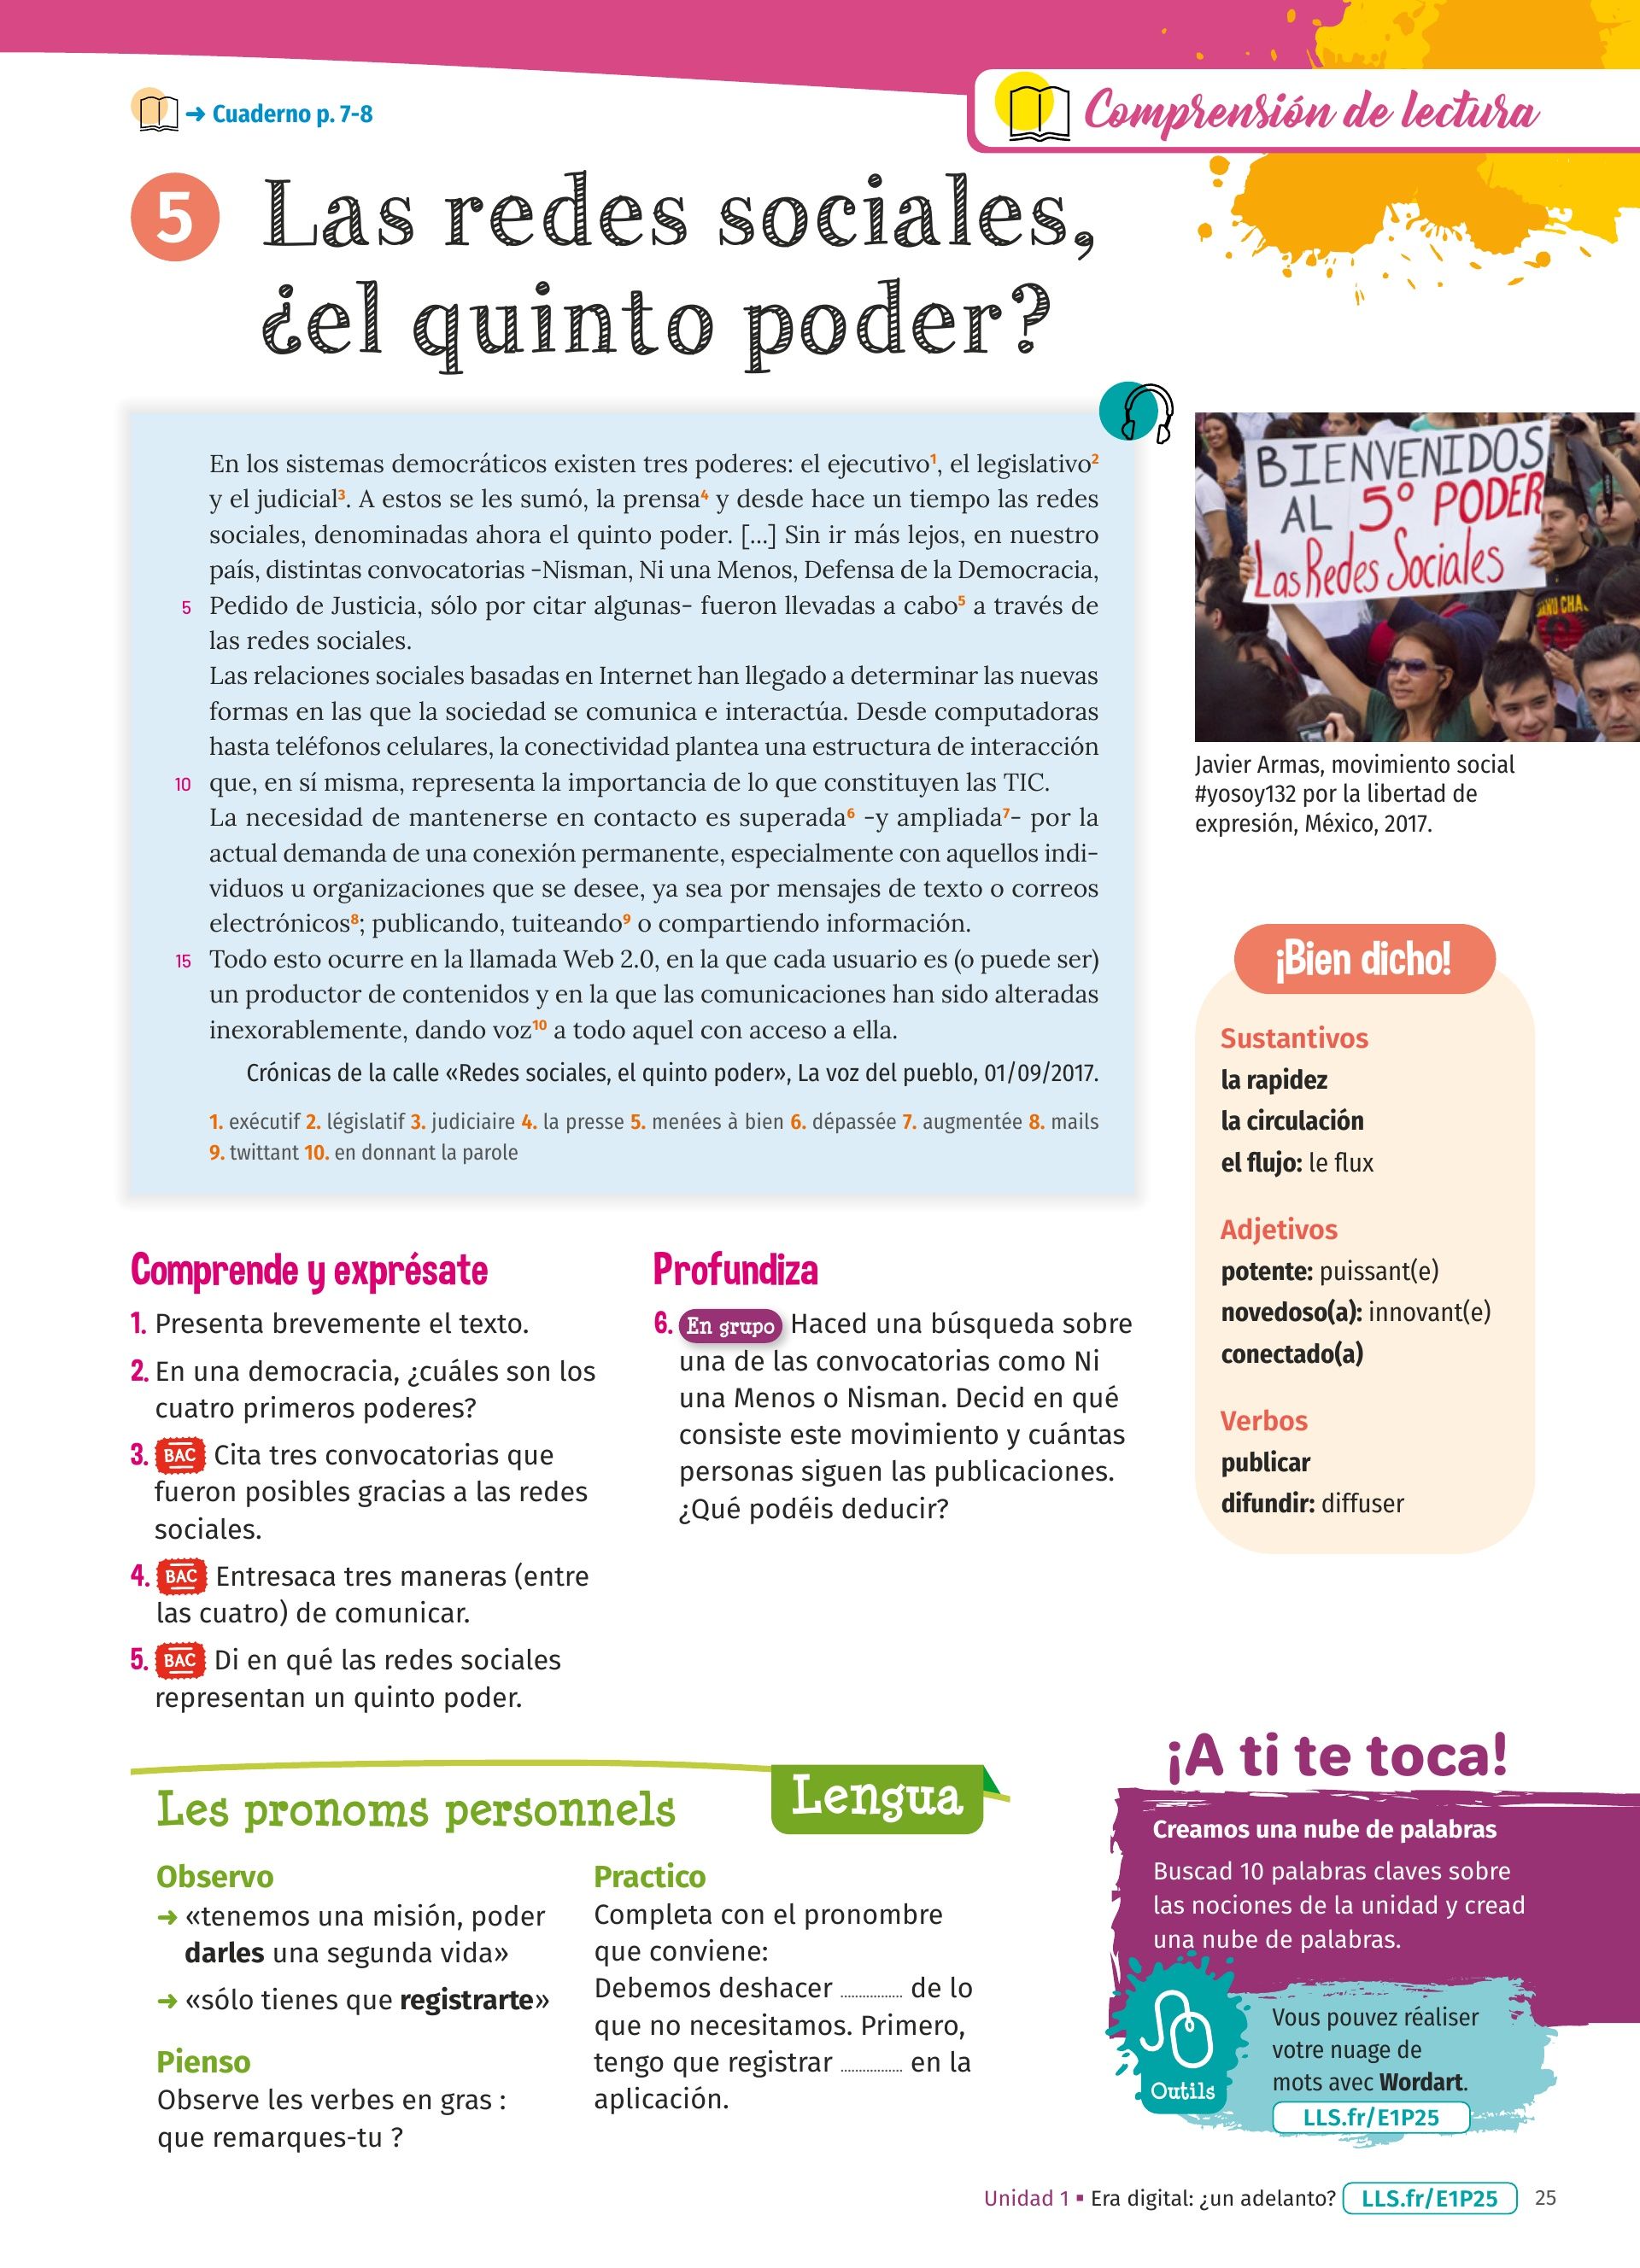 → Cuaderno p. 7-8
Comprensión de lectura
5
Las redes sociales,
¿el quinto poder?
En los sistemas democráticos existen tres poderes: el ejecutivo1, el legislativo2
y el judicial3. A estos se les sumó, la prensa4 y desde hace un tiempo las redes
sociales, denominadas ahora el quinto poder. [...] Sin ir más lejos, en nuestro
país, distintas convocatorias -Nisman, Ni una Menos, Defensa de la Democracia,
5 Pedido de Justicia, sólo por citar algunas- fueron llevadas a cabo5 a través de
las redes sociales.
Las relaciones sociales basadas en Internet han llegado a determinar las nuevas
formas en las que la sociedad se comunica e interactúa. Desde computadoras
hasta teléfonos celulares, la conectividad plantea una estructura de interacción
10 que, en sí misma, representa la importancia de lo que constituyen las TIC.
La necesidad de mantenerse en contacto es superada6 -y ampliada7- por la
actual demanda de una conexión permanente, especialmente con aquellos indi-
viduos u organizaciones que se desee, ya sea por mensajes de texto o correos
electrónicos8; publicando, tuiteando9 o compartiendo información.
15 Todo esto ocurre en la llamada Web 2.0, en la que cada usuario es (o puede ser)
un productor de contenidos y en la que las comunicaciones han sido alteradas
inexorablemente, dando voz10 a todo aquel con acceso a ella.
Crónicas de la calle «Redes sociales, el quinto poder», La voz del pueblo, 01/09/2017.
1. exécutif 2. législatif 3. judiciaire 4. la presse 5. menées à bien 6. dépassée 7. augmentée 8. mails
9. twittant 10. en donnant la parole
BIENVENIDOS
AL 5º PODER
Las Redes Sociales
Javier Armas, movimiento social
#yosoy132 por la libertad de
expresión, México, 2017.
¡Bien dicho!
Sustantivos
la rapidez
la circulación
el flujo: le flux
Adjetivos
potente: puissant(e)
novedoso(a): innovant(e)
conectado(a)
Verbos
publicar
difundir: diffuser
Comprende y exprésate
1. Presenta brevemente el texto.
2. En una democracia, ¿cuáles son los
cuatro primeros poderes?
3. BAC Cita tres convocatorias que
fueron posibles gracias a las redes
sociales.
4. BAC Entresaca tres maneras (entre
las cuatro) de comunicar.
5. BAC Di en qué las redes sociales
representan un quinto poder.
Profundiza
6. En grupo Haced una búsqueda sobre
una de las convocatorias como Ni
una Menos o Nisman. Decid en qué
consiste este movimiento y cuántas
personas siguen las publicaciones.
¿Qué podéis deducir?
Lengua
Les pronoms personnels
Observo
→ «tenemos una misión, poder
darles una segunda vida»
→ «sólo tienes que registrarte»
Pienso
Observe les verbes en gras :
que remarques-tu ?
Practico
Completa con el pronombre
que conviene:
Debemos deshacer ................ de lo
que no necesitamos. Primero,
tengo que registrar ................ en la
aplicación.
¡A ti te toca!
Creamos una nube de palabras
Buscad 10 palabras claves sobre
las nociones de la unidad y cread
una nube de palabras.
Outils
Vous pouvez réaliser
votre nuage de
mots avec Wordart.
LLS.fr/E1P25
Unidad 1 ▪ Era digital: ¿un adelanto? LLS.fr/E1P25 25